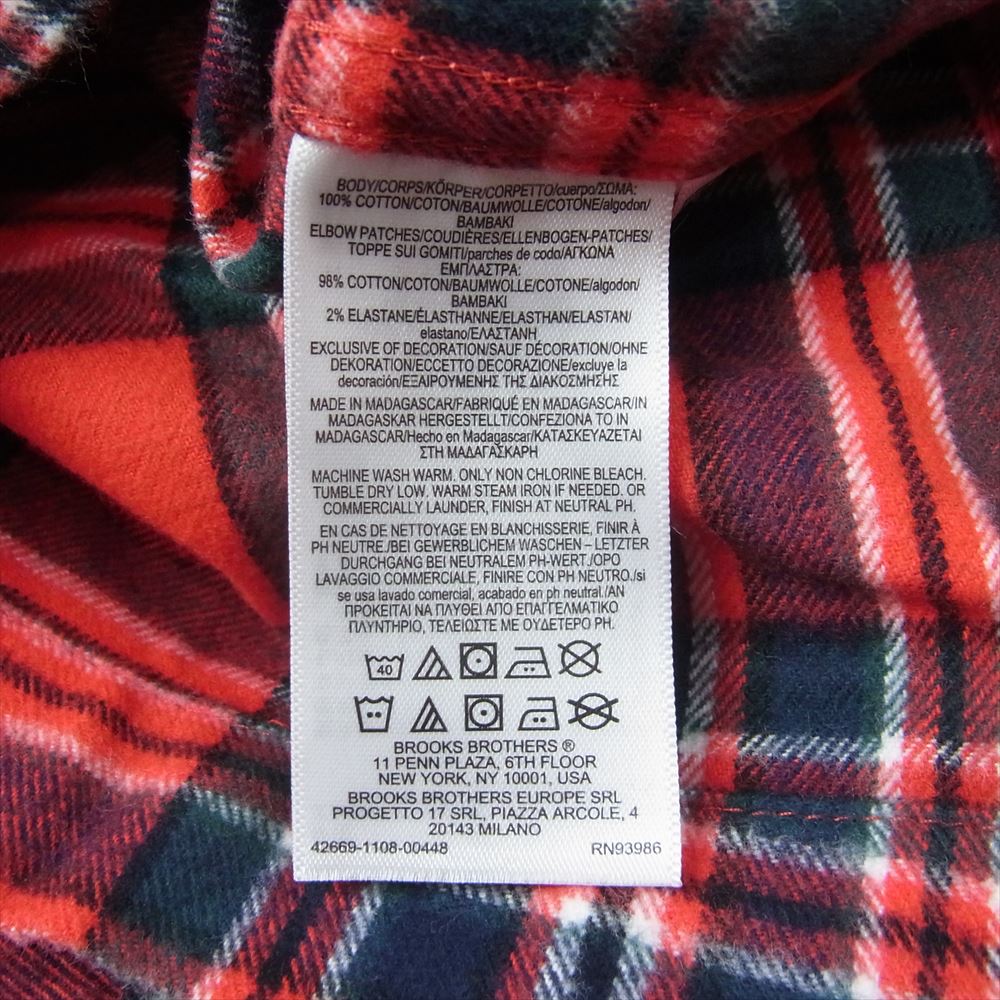 BODY/CORPS/KÖRPER/CORPETTO/cuerpo/ΣΩΜΑ:
100% COTTON/COTON/BAUMWOLLE/COTONE/algodon/
ΒΑΜΒΑΚΙ
ELBOW PATCHES/COUDIÈRES/ELLENBOGEN-PATCHES/
TOPPE SUI GOMITI/parches de codo/ΑΓΚΩΝΑ
ΕΜΠΛΑΣΤΡΑ:
98% COTTON/COTON/BAUMWOLLE/COTONE/algodon/
ΒΑΜΒΑΚΙ
2% ELASTANE/ÉLASTHANNE/ELASTHAN/ELASTAN/
elastano/ΕΛΑΣΤΑΝΗ,
EXCLUSIVE OF DECORATION/SAUF DÉCORATION/OHNE
DEKORATION/ECCETTO DECORAZIONE/excluye la
decoración/ΕΞΑΙΡΟΥΜΕΝΗΣ ΤΗΣ ΔΙΑΚΟΣΜΗΣΗΣ
MADE IN MADAGASCAR/FABRIQUÉ EN MADAGASCAR/IN
MADAGASKAR HERGESTELLT/CONFEZIONA TO IN
MADAGASCAR/Hecho en Madagascar/ΚΑΤΑΣΚΕΥΑΖΕΤΑΙ
ΣΤΗ ΜΑΔΑΓΑΣΚΑΡΗ
MACHINE WASH WARM. ONLY NON CHLORINE BLEACH.
TUMBLE DRY LOW. WARM STEAM IRON IF NEEDED. OR
COMMERCIALLY LAUNDER, FINISH AT NEUTRAL PH.
EN CAS DE NETTOYAGE EN BLANCHISSERIE, FINIR À
PH NEUTRE./BEI GEWERBLICHEM WASCHEN – LETZTER
DURCHGANG BEI NEUTRALEM PH-WERT./OPO
LAVAGGIO COMMERCIALE, FINIRE CON PH NEUTRO./si
se usa lavado comercial, acabado en ph neutral./ΑΝ
ΠΡΟΚΕΙΤΑΙ ΝΑ ΠΛΥΘΕΙ ΑΠΟ ΕΠΑΓΓΕΛΜΑΤΙΚΟ
ΠΛΥΝΤΗΡΙΟ, ΤΕΛΕΙΩΣΤΕ ΜΕ ΟΥΔΕΤΕΡΟ PH.
40
BROOKS BROTHERS ®
11 PENN PLAZA, 6TH FLOOR
NEW YORK, NY 10001, USA
BROOKS BROTHERS EUROPE SRL
PROGETTO 17 SRL, PIAZZA ARCOLE, 4
20143 MILANO
42669-1108-00448 RN93986